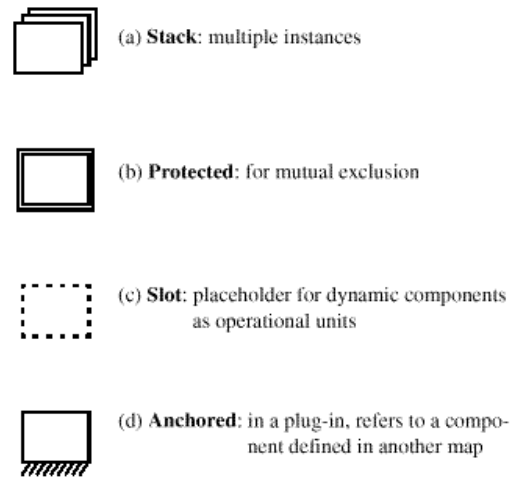 (a) Stack: multiple instances
(b) Protected: for mutual exclusion
(c) Slot: placeholder for dynamic components
as operational units
(d) Anchored: in a plug-in, refers to a compo-
nent defined in another map